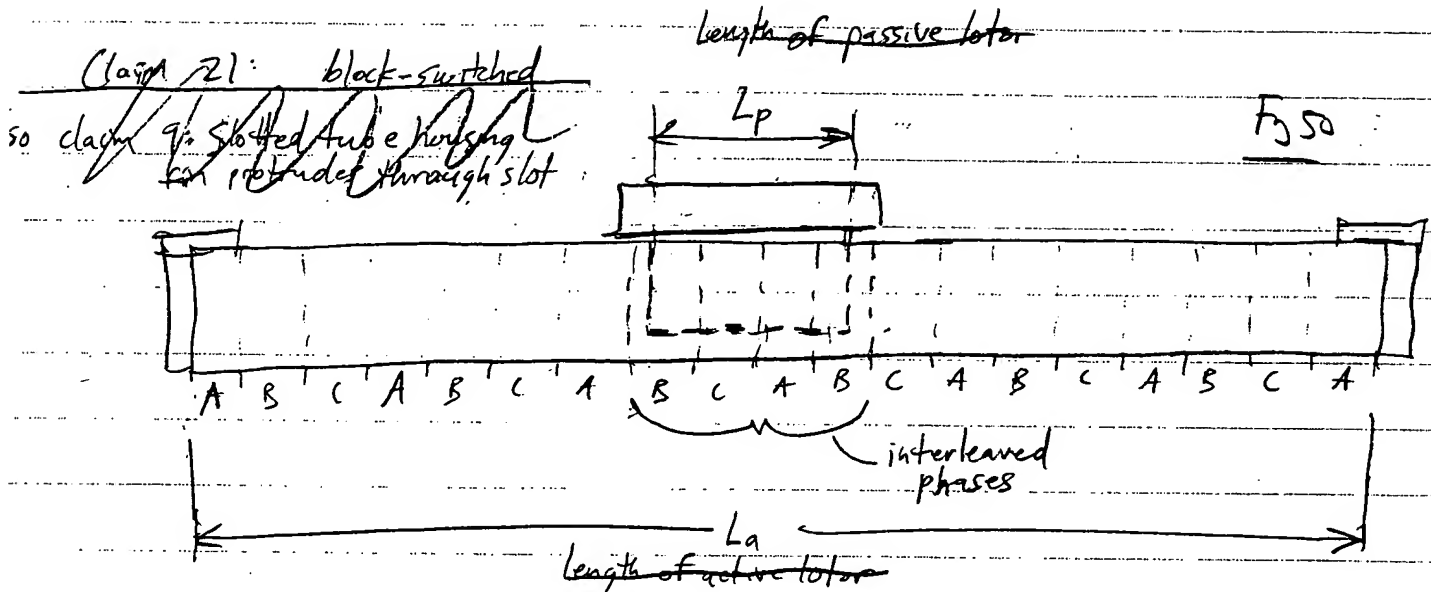 Length of passive lotor
Claim 21: block-switched
so claim 9: slotted tube housing
fin protrudes through slot
Lp
Fig 50
A B C A B C A B C A B C A B C A B C A
interleaved
phases
La
Length of active lotor